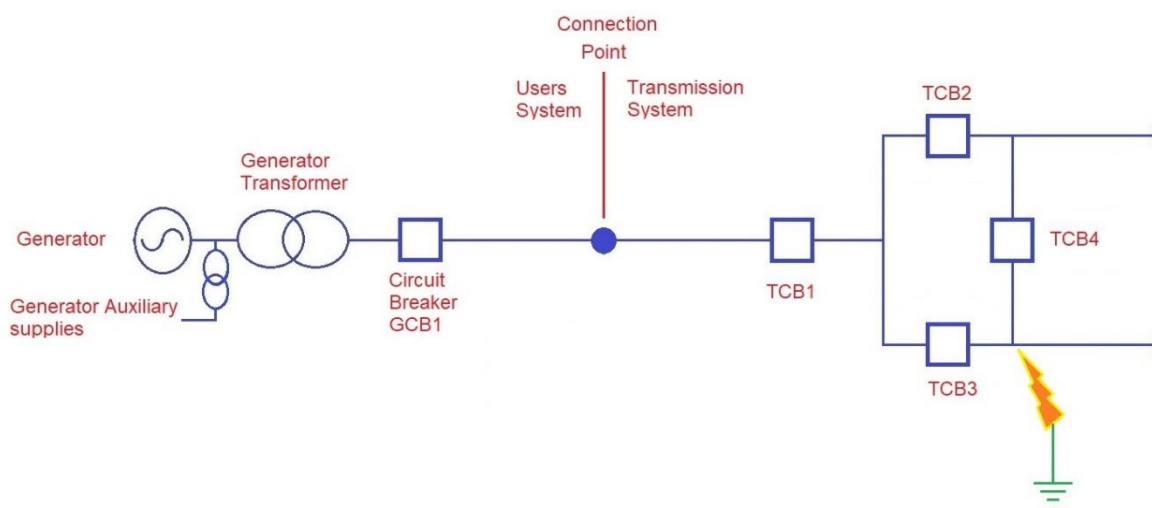 Connection
Point
Users
System
Transmission
System
TCB2
Generator
Transformer
Generator
TCB4
Generator Auxiliary
supplies
Circuit
Breaker
GCB1
TCB1
TCB3